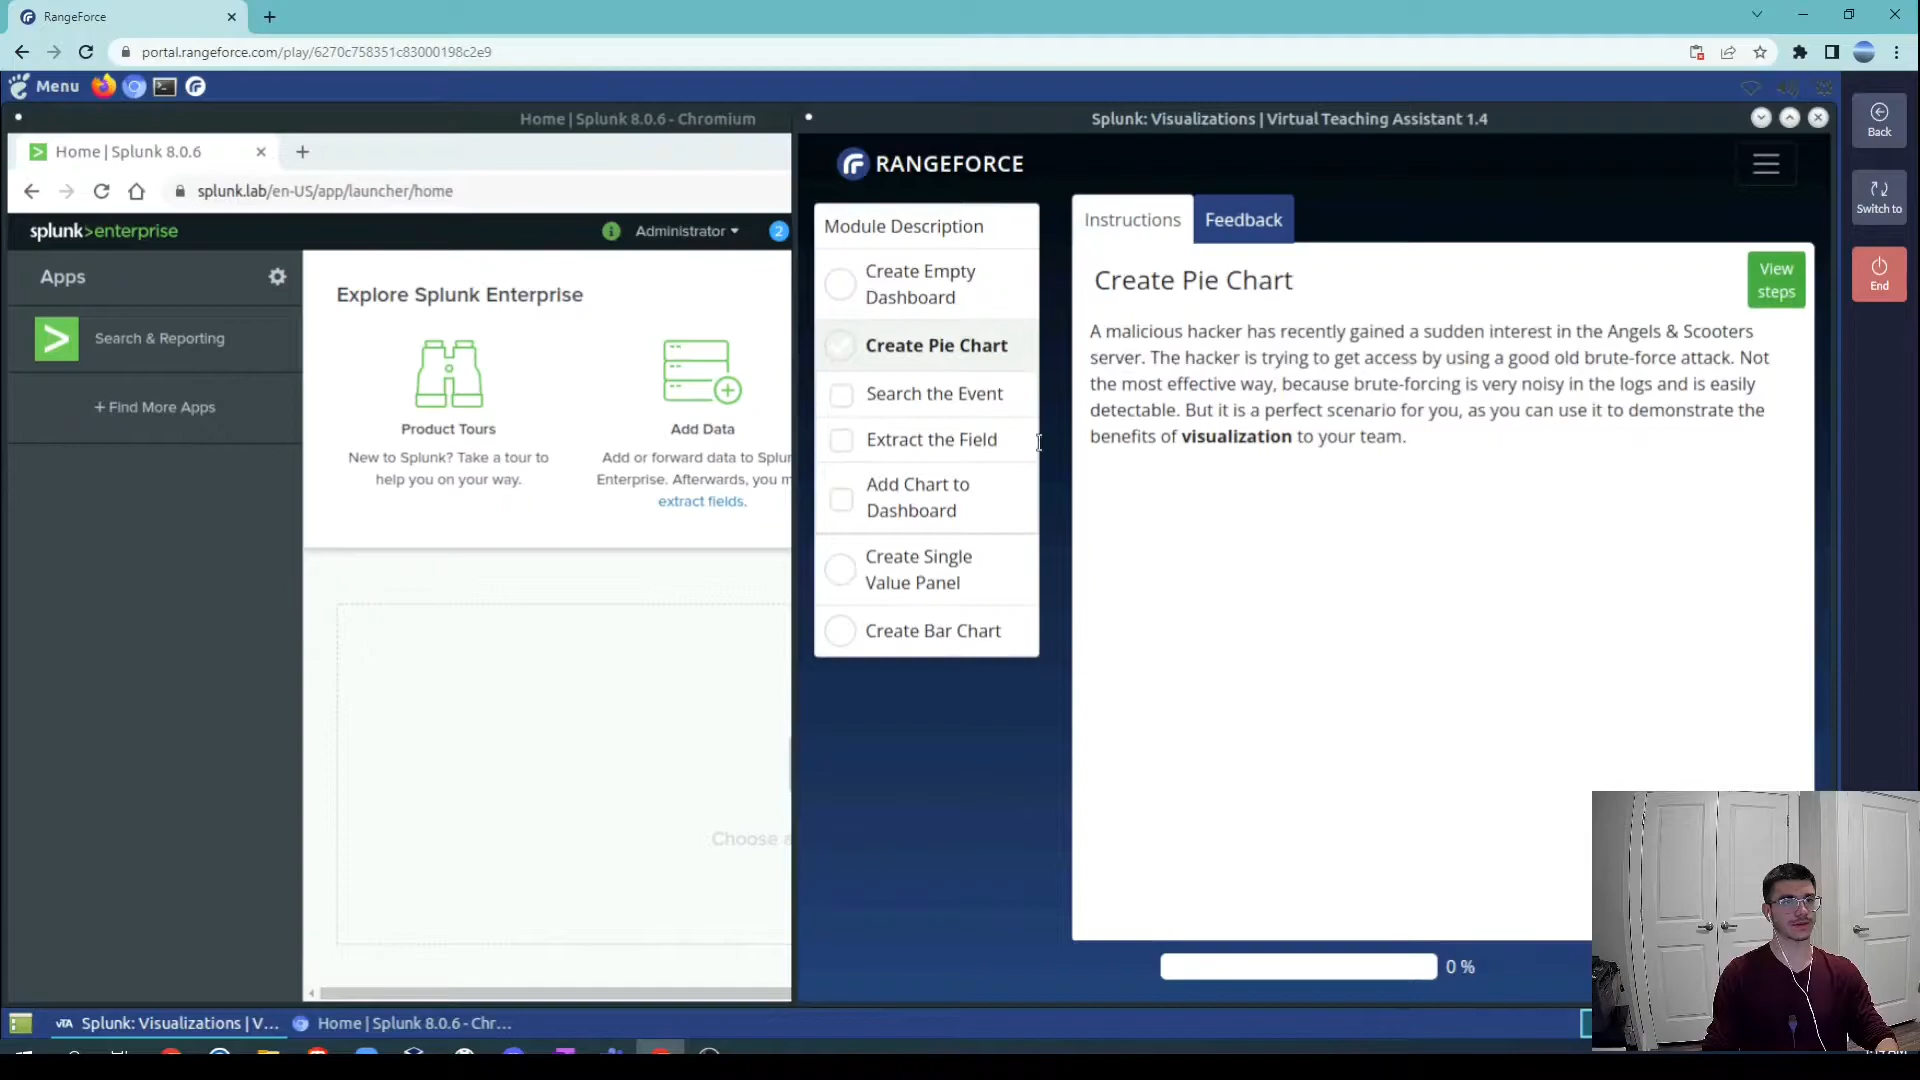 RangeForce
portal.rangeforce.com/play/6270c758351c83000198c2e9
Menu
Home | Splunk 8.0.6 - Chromium
Splunk: Visualizations | Virtual Teaching Assistant 1.4
Back
Home | Splunk 8.0.6
RANGEFORCE
splunk.lab/en-US/app/launcher/home
Switch to
splunk>enterprise
Administrator
2
Module Description
Instructions
Feedback
Apps
Explore Splunk Enterprise
Create Empty
Dashboard
Create Pie Chart
View
steps
End
Search & Reporting
Create Pie Chart
A malicious hacker has recently gained a sudden interest in the Angels & Scooters
server. The hacker is trying to get access by using a good old brute-force attack. Not
the most effective way, because brute-forcing is very noisy in the logs and is easily
detectable. But it is a perfect scenario for you, as you can use it to demonstrate the
benefits of visualization to your team.
+ Find More Apps
Product Tours
Add Data
New to Splunk? Take a tour to
help you on your way.
Add or forward data to Splun
Enterprise. Afterwards, you m
extract fields.
Search the Event
Extract the Field
Add Chart to
Dashboard
Create Single
Value Panel
Create Bar Chart
Choose a
0 %
vTA Splunk: Visualizations | V...
Home | Splunk 8.0.6 - Chr...